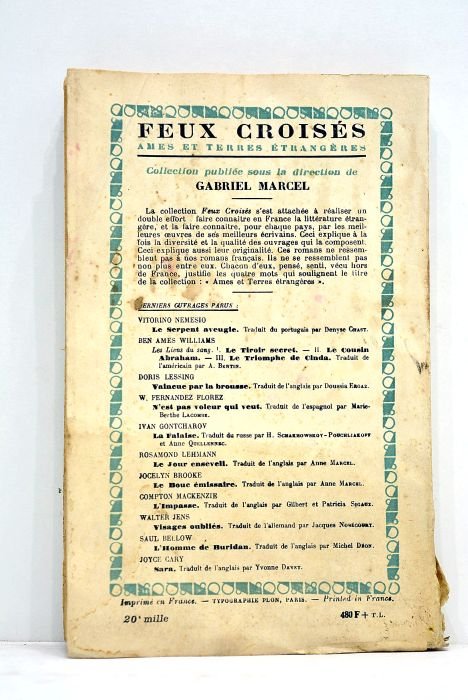 FEUX CROISÉS
AMES ET TERRES ÉTRANGÈRES
Collection publiée sous la direction de
GABRIEL MARCEL
La collection Feux Croisés s'est attachée à réaliser un
double effort : faire connaître en France la littérature étran-
gère, et la faire connaître, pour chaque pays, par les meil-
leures œuvres de ses meilleurs écrivains. Ceci explique à la
fois la diversité et la qualité des ouvrages qui la composent.
Ceci explique aussi leur originalité. Ces romans ne ressem-
blent pas à nos romans français. Ils ne se ressemblent pas
non plus entre eux. Chacun d'eux, pensé, senti, vécu hors
de France, justifie les quatre mots qui soulignent le titre
de la collection : « Ames et Terres étrangères ».
DERNIERS OUVRAGES PARUS :
VITORINO NEMESIO
Le Serpent aveugle. Traduit du portugais par Denyse CHAST.
BEN AMES WILLIAMS
Les Liens du sang. I. Le Tiroir secret. — II. Le Cousin
Abraham. — III. Le Triomphe de Cinda. Traduit de
l'américain par A. BERTIN.
DORIS LESSING
Vaincue par la brousse. Traduit de l'anglais par Doussia ERGAZ.
W. FERNANDEZ FLOREZ
N'est pas voleur qui veut. Traduit de l'espagnol par Marie-
Berthe LACOMBE.
IVAN GONTCHAROV
La Falaise. Traduit du russe par H. et
Anne QUELLENNEC.
ROSAMOND LEHMANN
Le Jour enseveli. Traduit de l'anglais par Anne MARCEL.
JOCELYN BROOKE
Le Bouc émissaire. Traduit de l'anglais par Anne MARCEL.
COMPTON MACKENZIE
L'Impasse. Traduit de l'anglais par Gilbert et Patricia SIGAUX.
WALTER JENS
Visages oubliés. Traduit de l'allemand par Jacques NOBÉCOURT.
SAUL BELLOW
L'Homme de Buridan. Traduit de l'anglais par Michel DÉON.
JOYCE CARY
Sara. Traduit de l'anglais par Yvonne DAVET.
Imprimé en France. — TYPOGRAPHIE PLON, PARIS. — Printed in France.
20e mille 480 F + T.L.